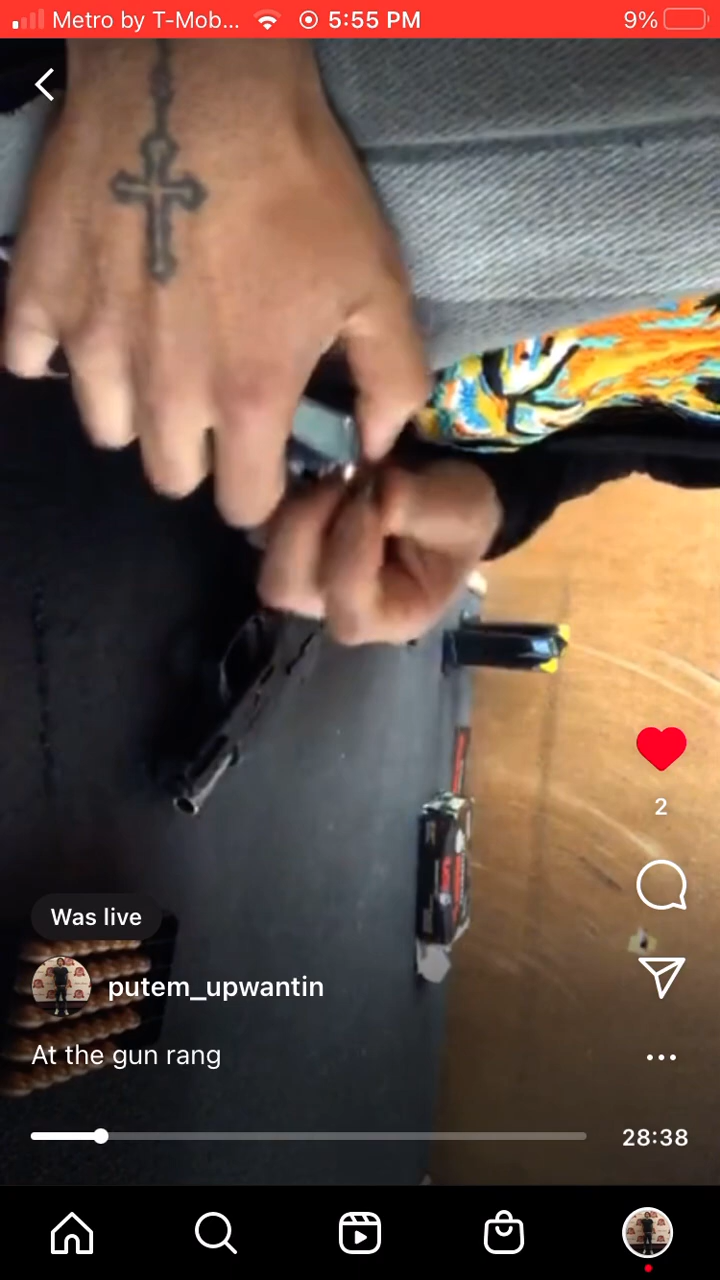 Metro by T-Mob... 5:55 PM 9%
2
Was live
putem_upwantin
At the gun rang
28:38